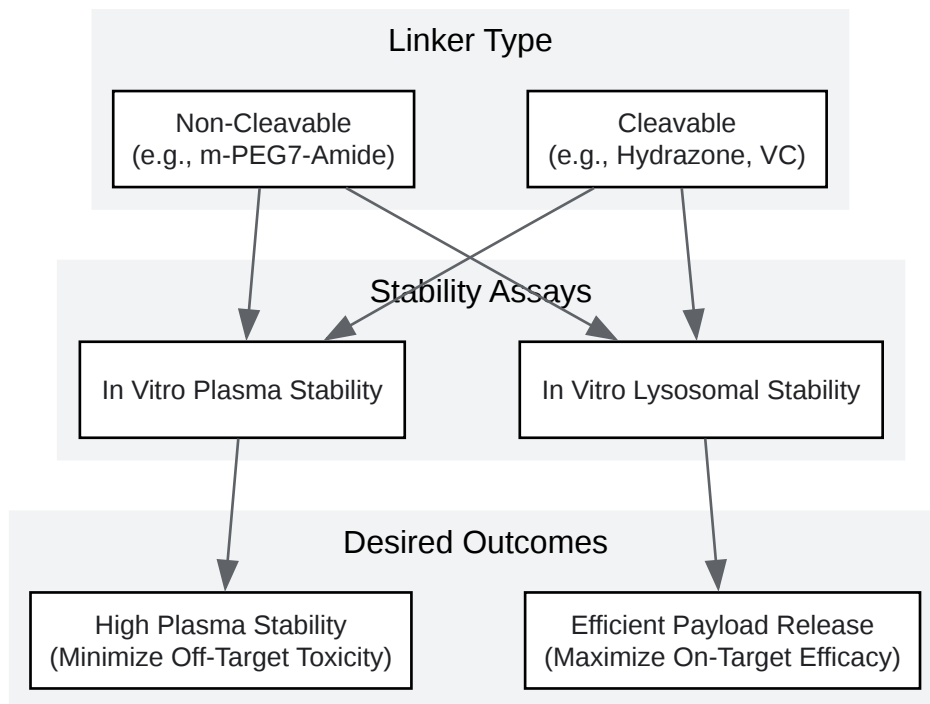 Linker Type
Non-Cleavable
(e.g., m-PEG7-Amide)
Cleavable
(e.g., Hydrazone, VC)
Stability Assays
In Vitro Plasma Stability
In Vitro Lysosomal Stability
Desired Outcomes
High Plasma Stability
(Minimize Off-Target Toxicity)
Efficient Payload Release
(Maximize On-Target Efficacy)